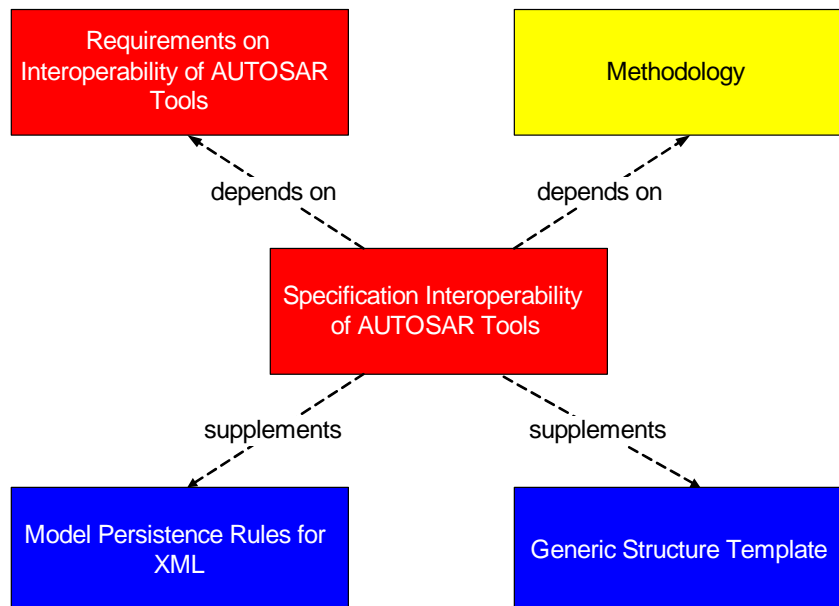 Requirements on
Interoperability of AUTOSAR
Tools
Methodology
depends on
depends on
Specification Interoperability
of AUTOSAR Tools
supplements
supplements
Model Persistence Rules for
XML
Generic Structure Template